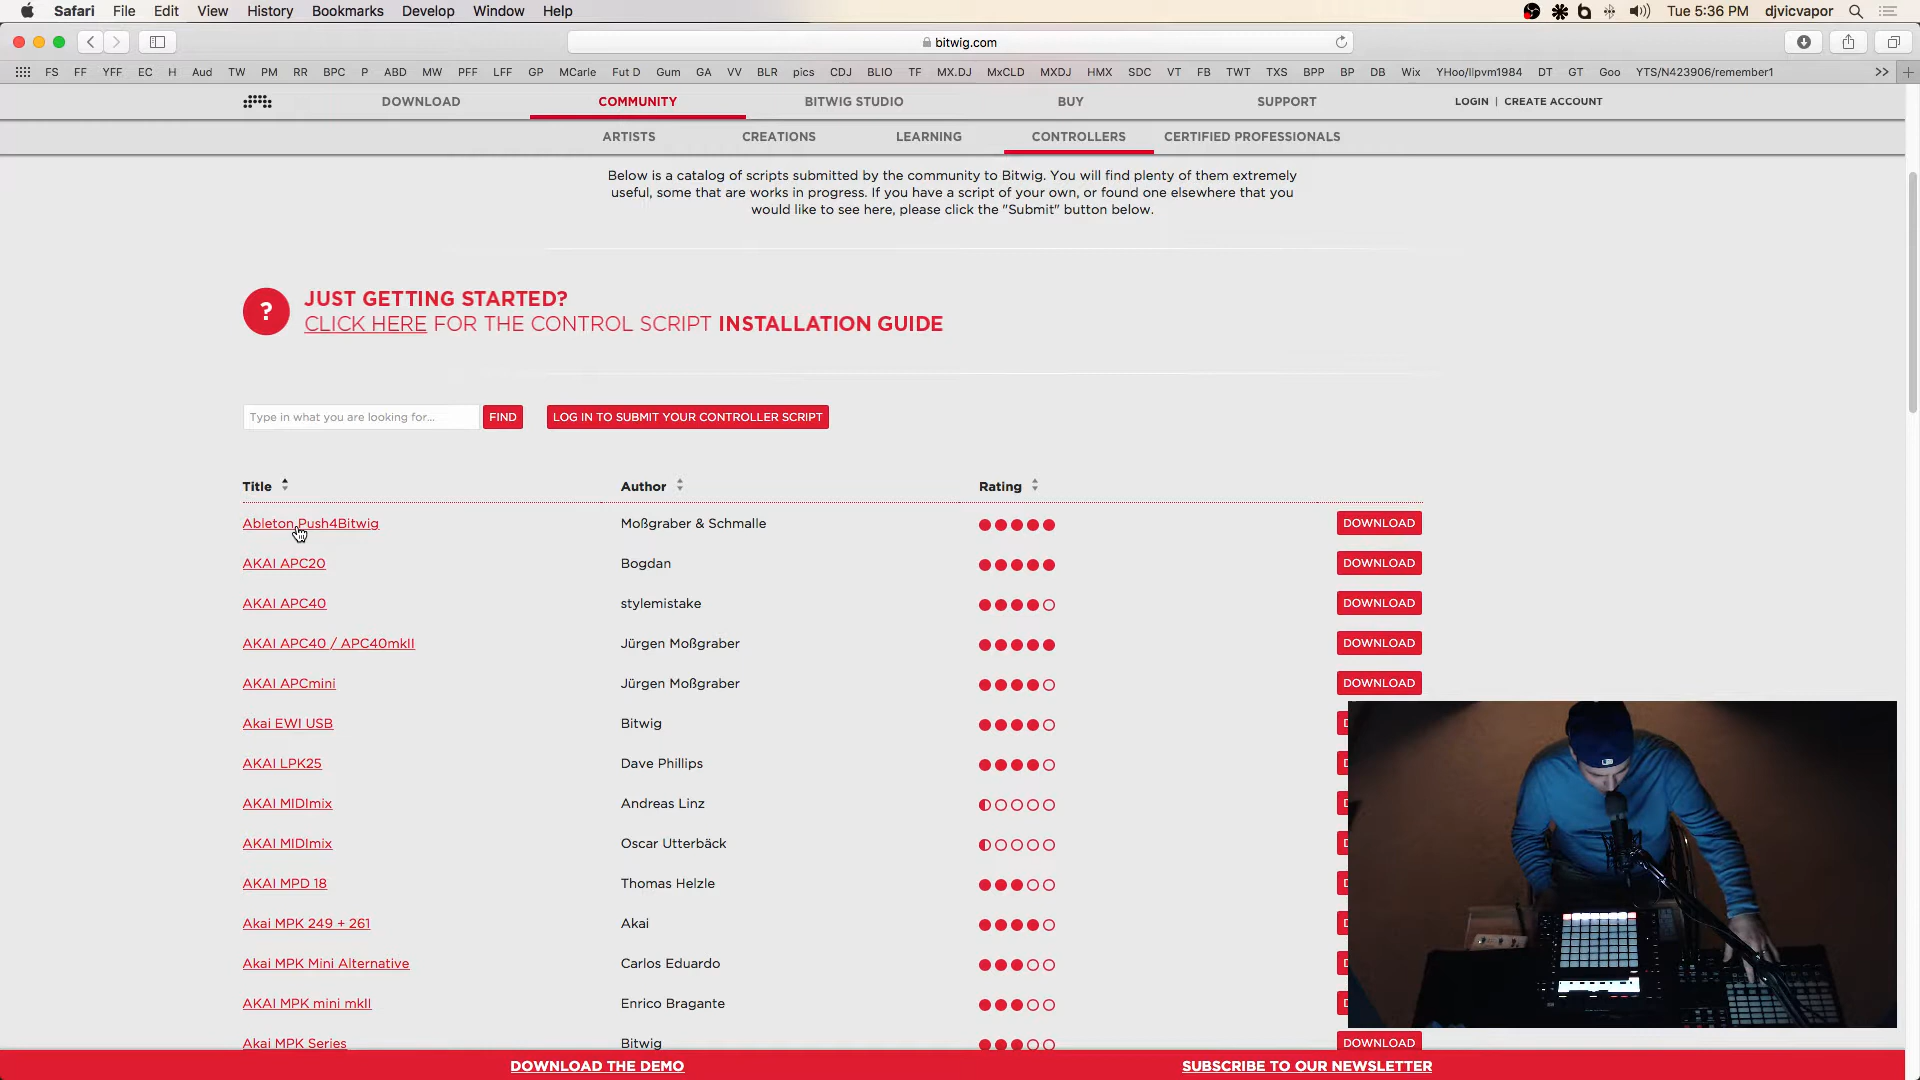 Safari File Edit View History Bookmarks Develop Window Help Tue 5:36 PM djvicvapor
bitwig.com
FS FF YFF EC H Aud TW PM RR BPC P ABD MW PFF LFF GP MCarle Fut D Gum GA VV BLR pics CDJ BLIO TF MX.DJ MxCLD MXDJ HMX SDC VT FB TWT TXS BPP BP DB Wix YHoo/llpvm1984 DT GT Goo YTS/N423906/remember1
DOWNLOAD COMMUNITY BITWIG STUDIO BUY SUPPORT LOGIN | CREATE ACCOUNT
ARTISTS CREATIONS LEARNING CONTROLLERS CERTIFIED PROFESSIONALS
Below is a catalog of scripts submitted by the community to Bitwig. You will find plenty of them extremely
useful, some that are works in progress. If you have a script of your own, or found one elsewhere that you
would like to see here, please click the "Submit" button below.
? JUST GETTING STARTED?
CLICK HERE FOR THE CONTROL SCRIPT INSTALLATION GUIDE
Type in what you are looking for... FIND LOG IN TO SUBMIT YOUR CONTROLLER SCRIPT
Title Author Rating
Ableton Push4Bitwig Moßgraber & Schmalle DOWNLOAD
AKAI APC20 Bogdan DOWNLOAD
AKAI APC40 stylemistake DOWNLOAD
AKAI APC40 / APC40mkII Jürgen Moßgraber DOWNLOAD
AKAI APCmini Jürgen Moßgraber DOWNLOAD
Akai EWI USB Bitwig
AKAI LPK25 Dave Phillips
AKAI MIDImix Andreas Linz
AKAI MIDImix Oscar Utterbäck
AKAI MPD 18 Thomas Helzle
Akai MPK 249 + 261 Akai
Akai MPK Mini Alternative Carlos Eduardo
AKAI MPK mini mkII Enrico Bragante
Akai MPK Series Bitwig DOWNLOAD
DOWNLOAD THE DEMO SUBSCRIBE TO OUR NEWSLETTER